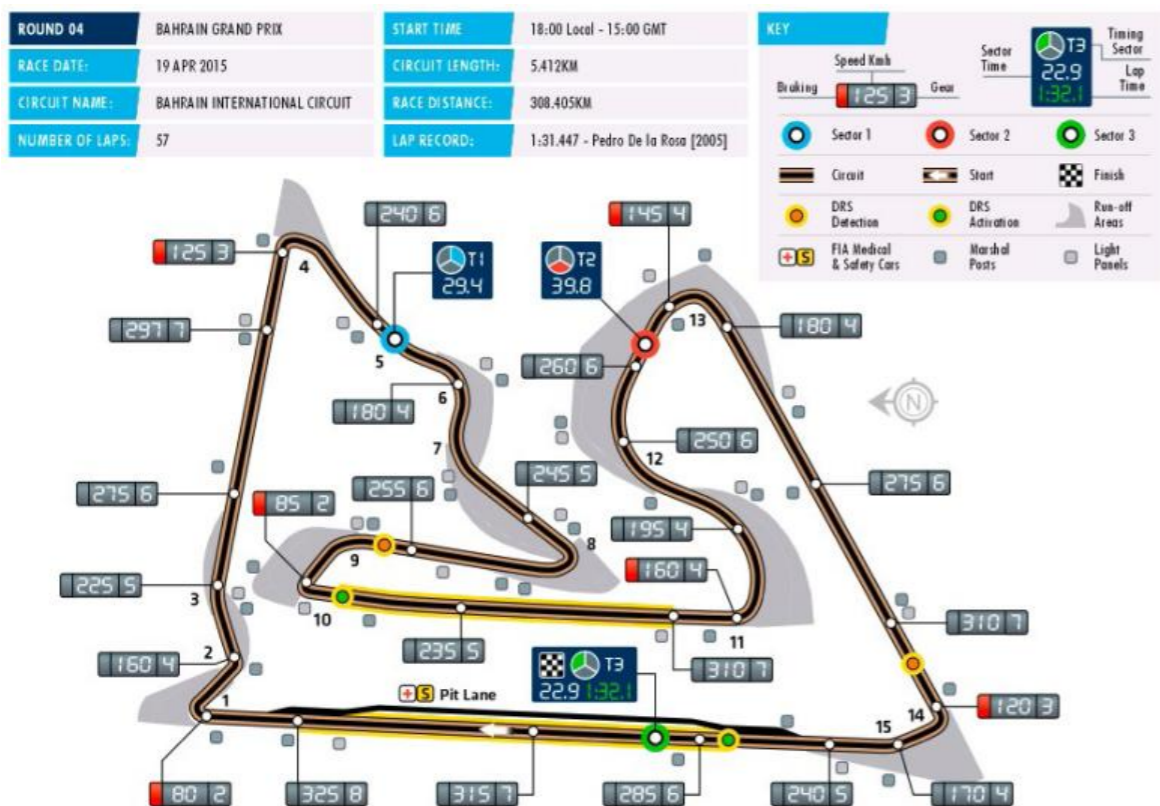 ROUND 04 BAHRAIN GRAND PRIX
RACE DATE: 19 APR 2015
CIRCUIT NAME: BAHRAIN INTERNATIONAL CIRCUIT
NUMBER OF LAPS: 57
START TIME 18:00 Local - 15:00 GMT
CIRCUIT LENGTH: 5.412KM
RACE DISTANCE: 308.405KM
LAP RECORD: 1:31.447 - Pedro De la Rosa [2005]
KEY
Speed Kmh
Braking 125 3 Gear
Sector Time
T3
22.9
1:32.1
Timing Sector
Lap Time
Sector 1 Sector 2 Sector 3
Circuit Start Finish
DRS Detection DRS Activation Run-off Areas
+ S FIA Medical & Safety Cars Marshal Posts Light Panels
240 6
145 4
125 3
4
T1
29.4
T2
39.8
13
180 4
297 7
5
260 6
6
180 4
N
7
250 6
12
245 5
255 6
275 6
85 2
275 6
195 4
8
9
160 4
225 5
3
10
11
310 7
235 5
310 7
160 4
2
T3
22.9 1:32.1
+ S Pit Lane
1
120 3
14
15
80 2
325 8
315 7
285 6
240 5
170 4